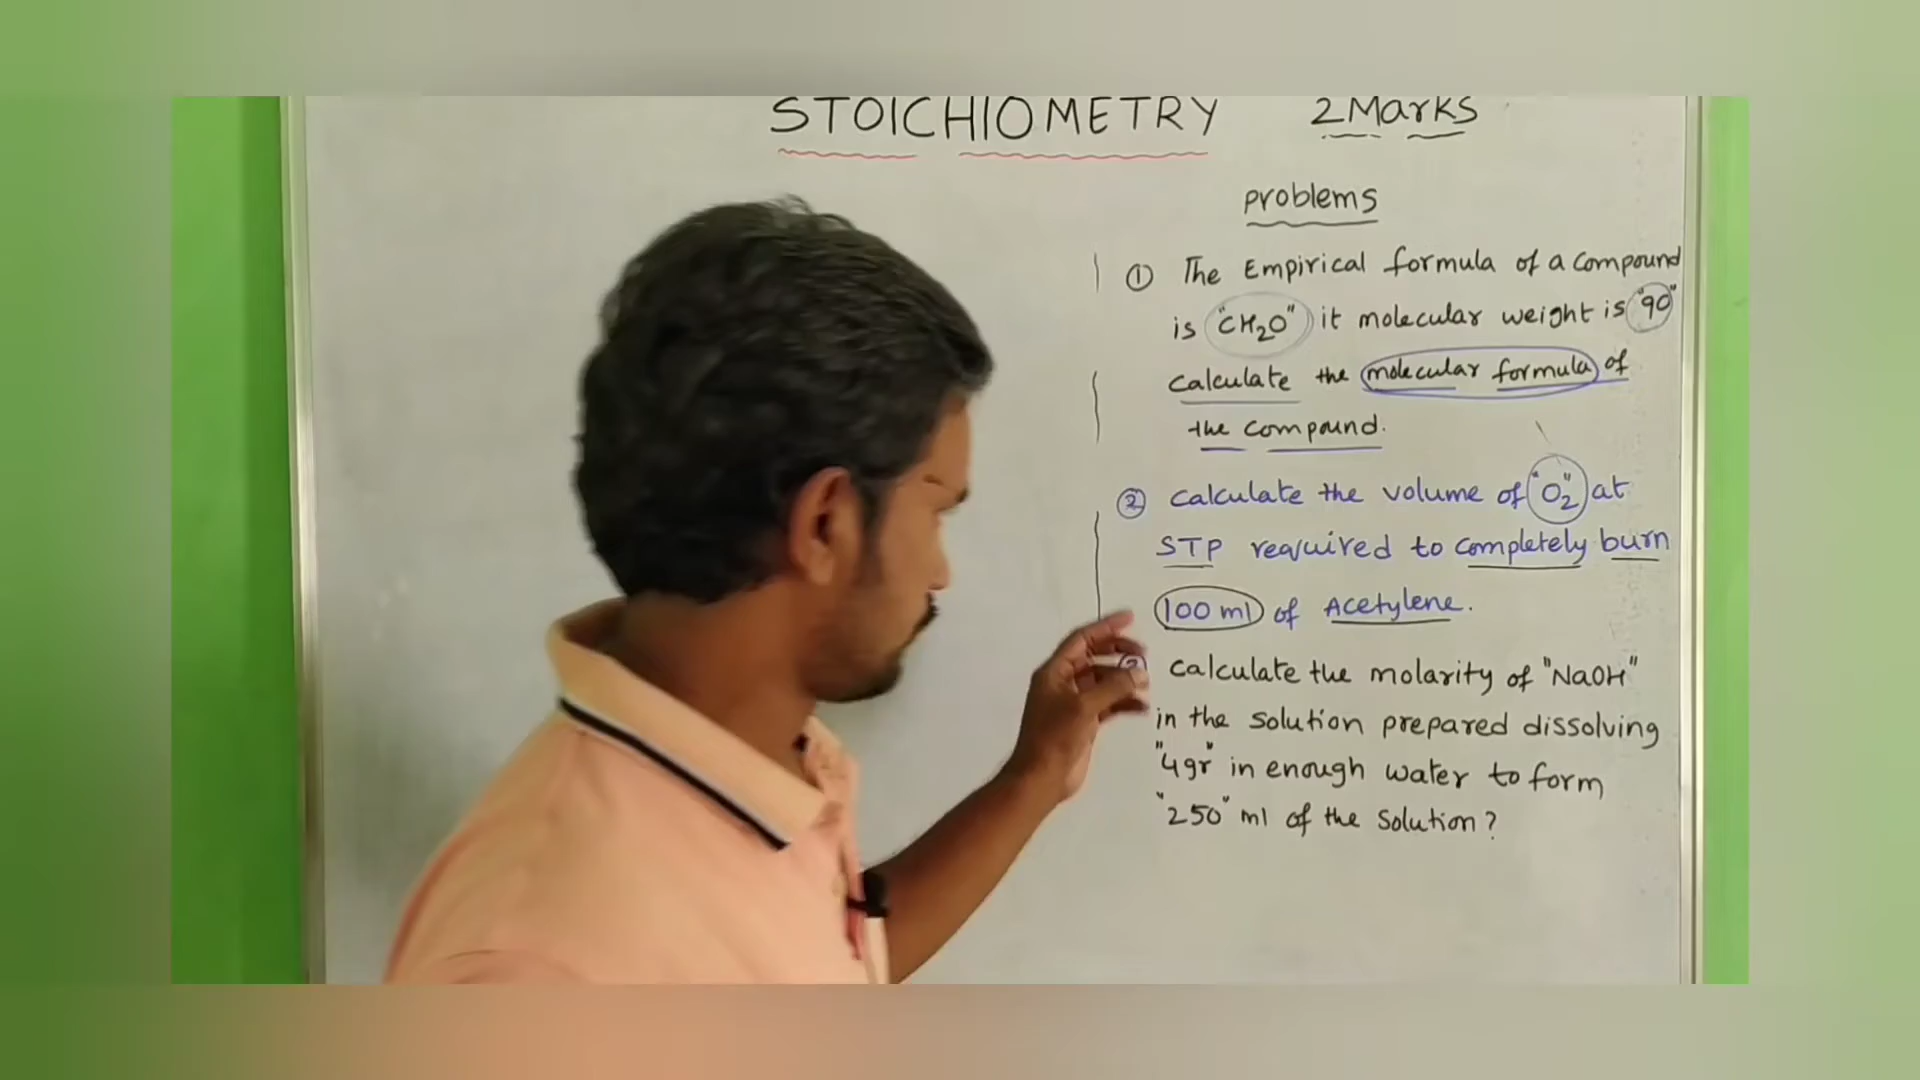 STOICHIOMETRY 2 Marks
problems
① The Empirical formula of a compound
is "CH₂O" it molecular weight is "90"
calculate the molecular formula of
the compound.
② calculate the volume of "O₂" at
STP required to completely burn
100 ml of Acetylene.
calculate the molarity of "NaOH"
in the solution prepared dissolving
"4gr" in enough water to form
"250" ml of the solution?